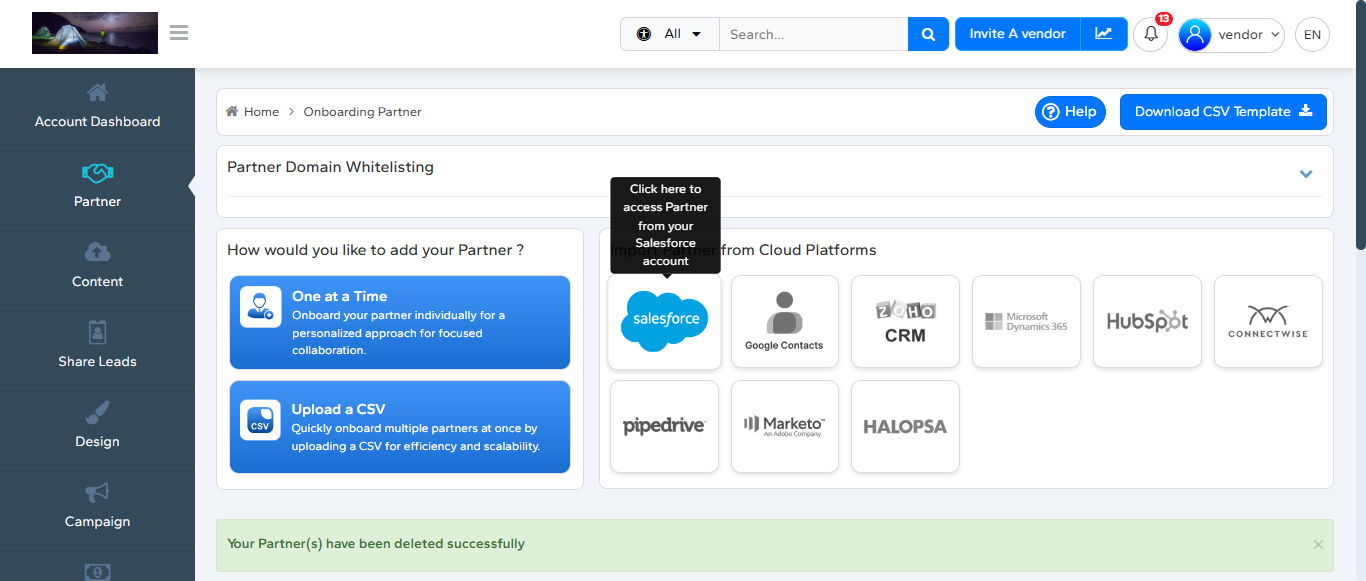 All
Search...
Invite A vendor
13
vendor
EN
Account Dashboard
Partner
Content
Share Leads
Design
Campaign
Home > Onboarding Partner
Help
Download CSV Template
Partner Domain Whitelisting
Click here to
access Partner
from your
Salesforce
account
How would you like to add your Partner ?
One at a Time
Onboard your partner individually for a
personalized approach for focused
collaboration.
CSV
Upload a CSV
Quickly onboard multiple partners at once by
uploading a CSV for efficiency and scalability.
Import Partner from Cloud Platforms
salesforce
Google Contacts
ZOHO
CRM
Microsoft
Dynamics 365
HubSpot
CONNECTWISE
pipedrive
Marketo™
An Adobe Company
HALOPSA
Your Partner(s) have been deleted successfully
×